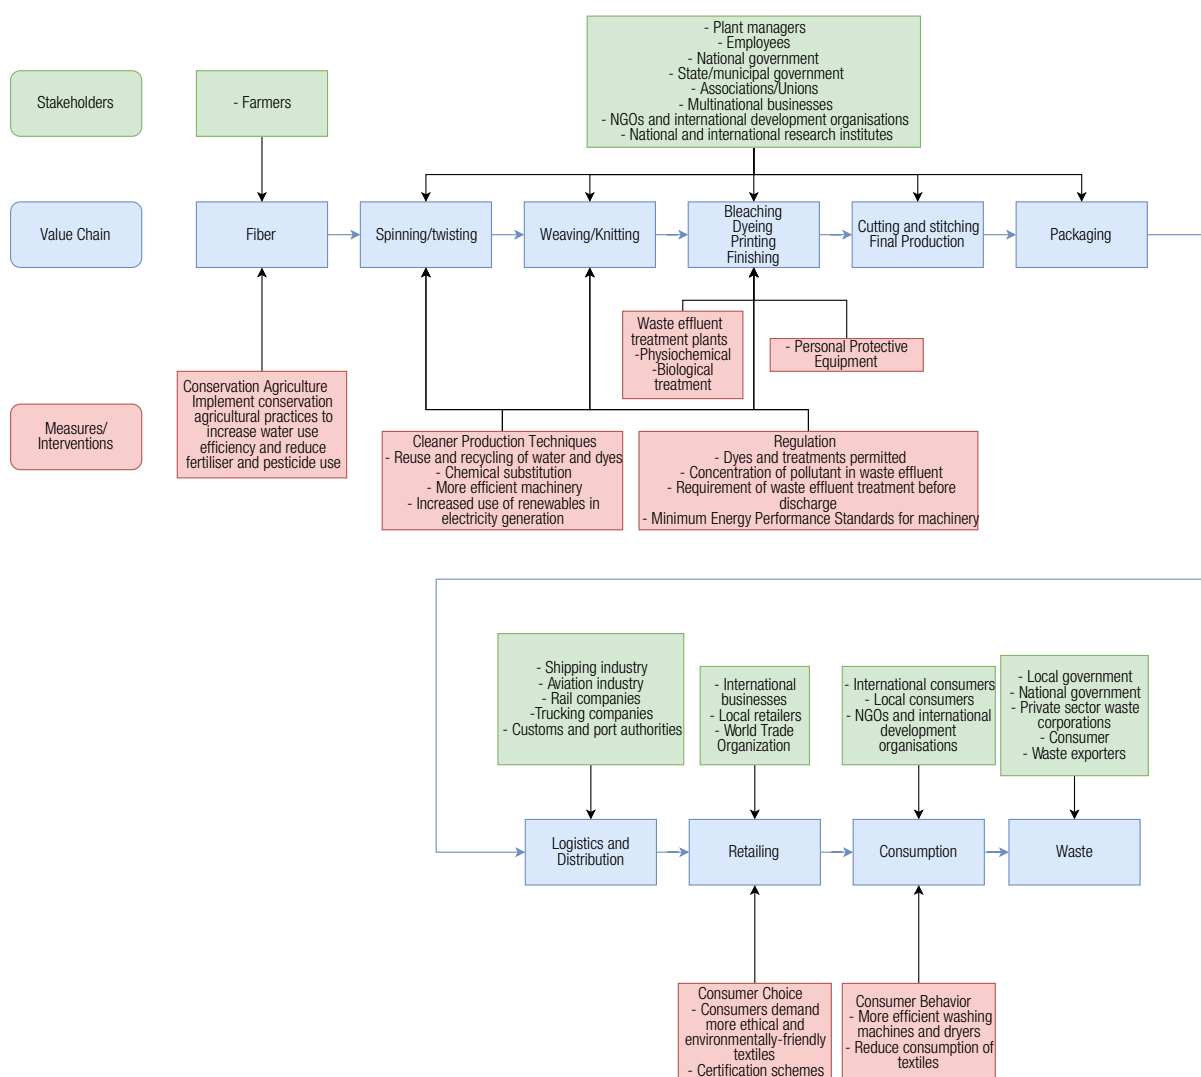 - Plant managers
- Employees
- National government
- State/municipal government
- Associations/Unions
- Multinational businesses
- NGOs and international development organisations
- National and international research institutes
Stakeholders
- Farmers
Value Chain
Fiber
Spinning/twisting
Weaving/Knitting
Bleaching
Dyeing
Printing
Finishing
Cutting and stitching
Final Production
Packaging
Waste effluent
treatment plants
-Physiochemical
-Biological
treatment
- Personal Protective
Equipment
Measures/
Interventions
Conservation Agriculture
Implement conservation
agricultural practices to
increase water use
efficiency and reduce
fertiliser and pesticide use
Cleaner Production Techniques
- Reuse and recycling of water and dyes
- Chemical substitution
- More efficient machinery
- Increased use of renewables in
electricity generation
Regulation
- Dyes and treatments permitted
- Concentration of pollutant in waste effluent
- Requirement of waste effluent treatment before
discharge
- Minimum Energy Performance Standards for machinery
- Shipping industry
- Aviation industry
- Rail companies
-Trucking companies
- Customs and port authorities
- International
businesses
- Local retailers
- World Trade
Organization
- International consumers
- Local consumers
- NGOs and international
development
organisations
- Local government
- National government
- Private sector waste
corporations
- Consumer
- Waste exporters
Logistics and
Distribution
Retailing
Consumption
Waste
Consumer Choice
- Consumers demand
more ethical and
environmentally-friendly
textiles
- Certification schemes
Consumer Behavior
- More efficient washing
machines and dryers
- Reduce consumption of
textiles